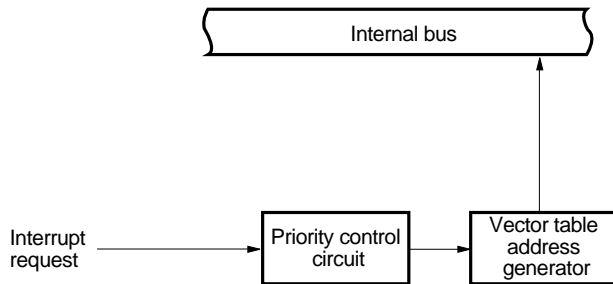 Internal bus
Interrupt
request
Priority control
circuit
Vector table
address
generator